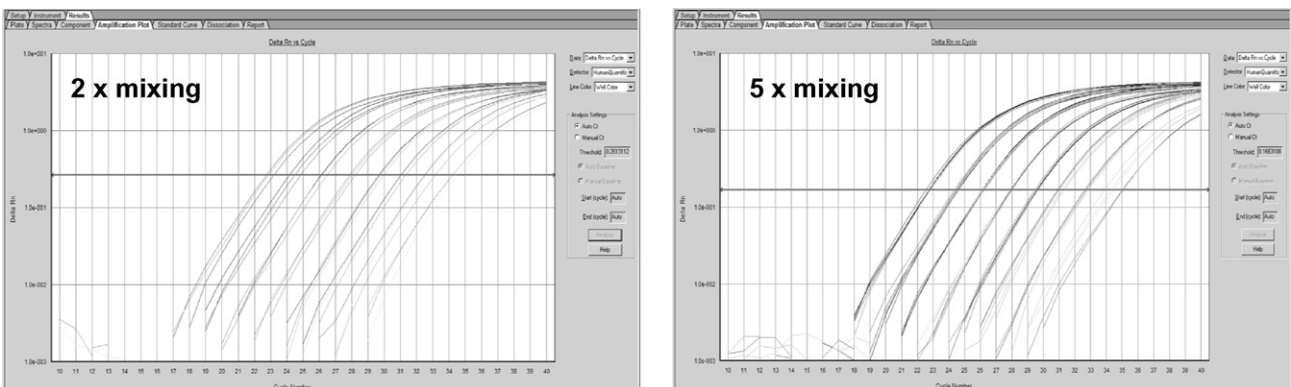 Setup Instrument Results
Plate Spectra Component Amplification Plot Standard Curve Dissociation Report
Delta Rn vs Cycle
2 x mixing
1.0e+001
1.0e+000
1.0e-001
1.0e-002
1.0e-003
Delta Rn
10 11 12 13 14 15 16 17 18 19 20 21 22 23 24 25 26 27 28 29 30 31 32 33 34 35 36 37 38 39 40
Cycle Number
Data: Delta Rn vs Cycle
Detector: HumanQuantific
Line Color: Well Color
Analysis Settings
Auto Ct
Manual Ct
Threshold:
Auto Baseline
Manual Baseline
Start (cycle): Auto
End (cycle): Auto
Analyze
Help
Setup Instrument Results
Plate Spectra Component Amplification Plot Standard Curve Dissociation Report
Delta Rn vs Cycle
5 x mixing
1.0e+001
1.0e+000
1.0e-001
1.0e-002
1.0e-003
Delta Rn
10 11 12 13 14 15 16 17 18 19 20 21 22 23 24 25 26 27 28 29 30 31 32 33 34 35 36 37 38 39 40
Cycle Number
Data: Delta Rn vs Cycle
Detector: HumanQuantific
Line Color: Well Color
Analysis Settings
Auto Ct
Manual Ct
Threshold:
Auto Baseline
Manual Baseline
Start (cycle): Auto
End (cycle): Auto
Analyze
Help